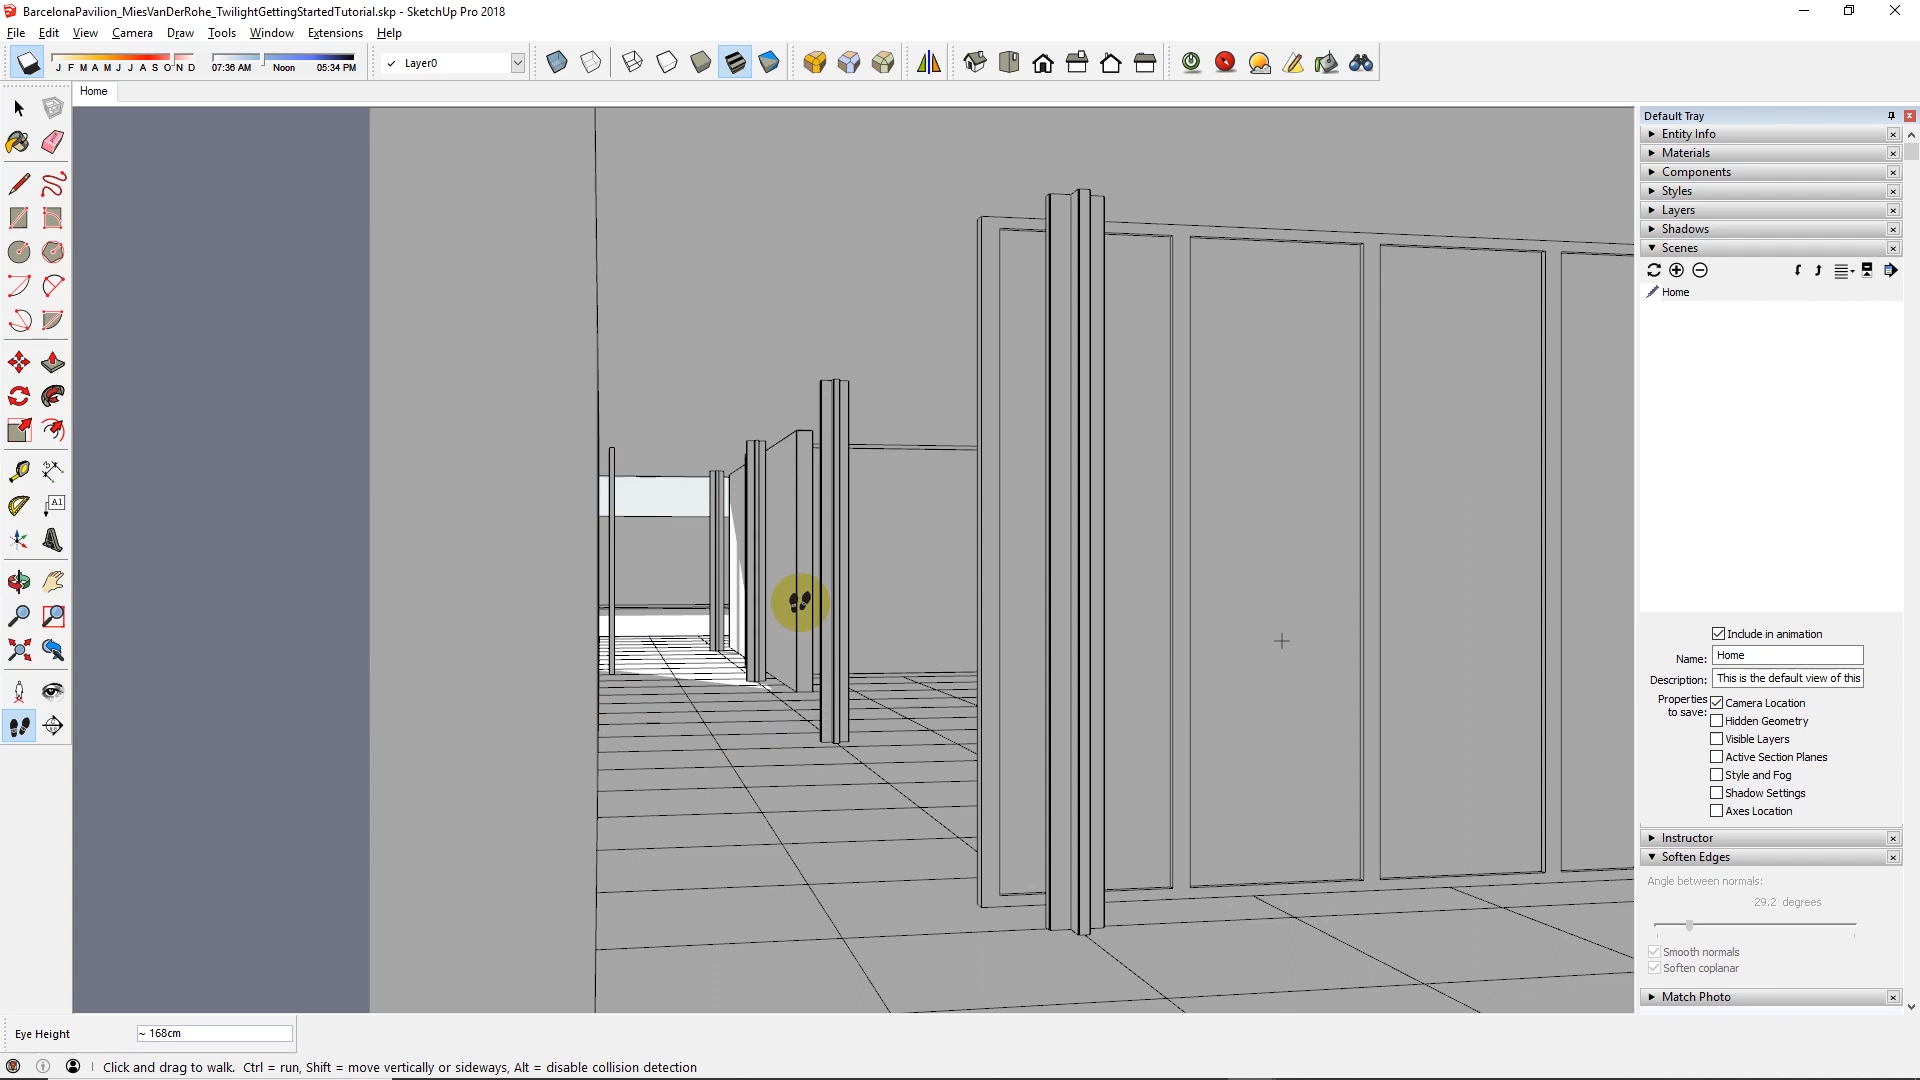 BarcelonaPavilion_MiesVanDerRohe_TwilightGettingStartedTutorial.skp - SketchUp Pro 2018
File Edit View Camera Draw Tools Window Extensions Help
J F M A M J J A S O N D 07:36 AM Noon 05:34 PM Layer0
Home
Default Tray
Entity Info
Materials
Components
Styles
Layers
Shadows
Scenes
Home
Include in animation
Name: Home
Description: This is the default view of this
Properties to save:
Camera Location
Hidden Geometry
Visible Layers
Active Section Planes
Style and Fog
Shadow Settings
Axes Location
Instructor
Soften Edges
Angle between normals:
29.2 degrees
Smooth normals
Soften coplanar
Match Photo
A1
Eye Height ~ 168cm
Click and drag to walk. Ctrl = run, Shift = move vertically or sideways, Alt = disable collision detection